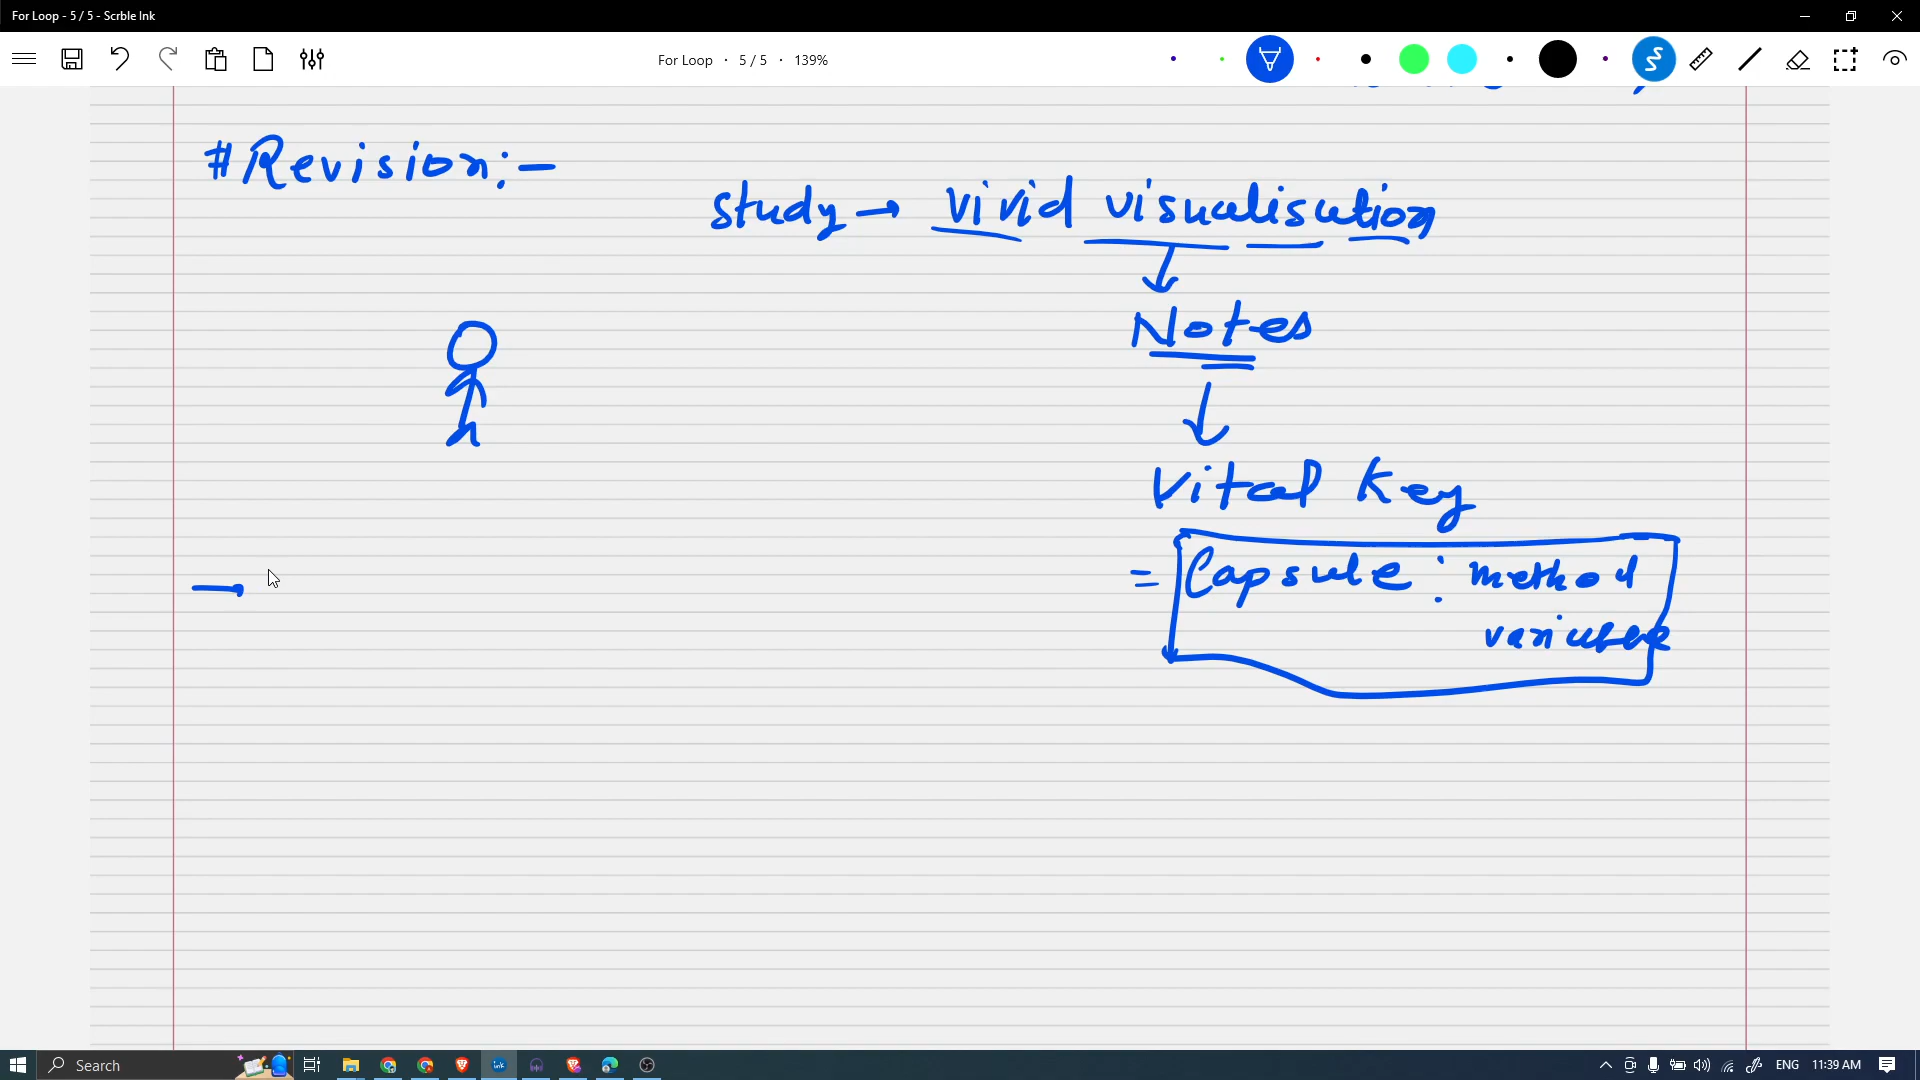 For Loop - 5 / 5 - Scrble Ink
For Loop · 5 / 5 · 139%
# Revision:-
study → vivid visualisation
Notes
Vital Key
= Capsule: method
variable
Search
ink
ENG 11:39 AM